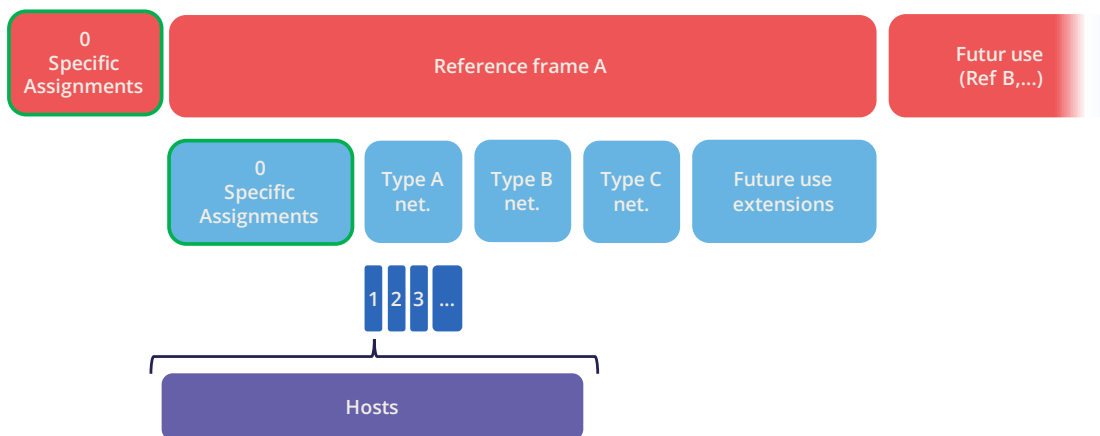 0
Specific
Assignments
Reference frame A
Futur use
(Ref B,...)
0
Specific
Assignments
Type A
net.
Type B
net.
Type C
net.
Future use
extensions
1
2
3
...
Hosts